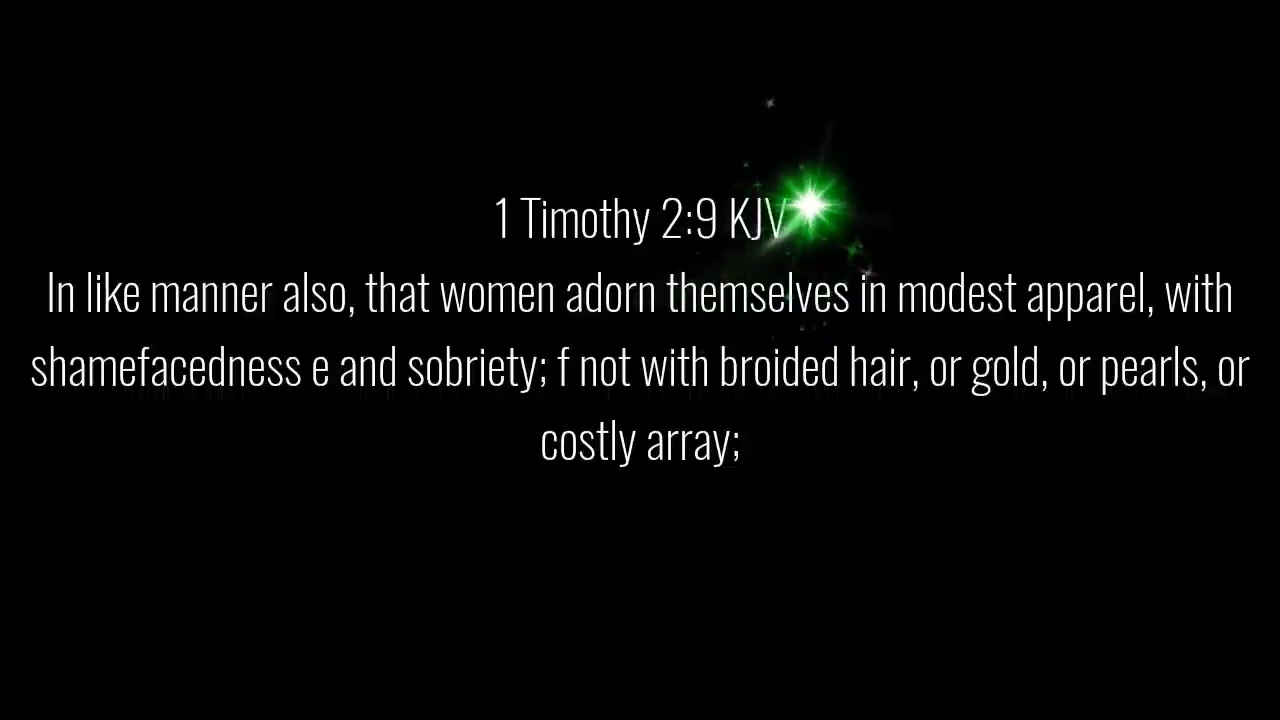 1 Timothy 2:9 KJV
In like manner also, that women adorn themselves in modest apparel, with
shamefacedness e and sobriety; f not with broided hair, or gold, or pearls, or
costly array;